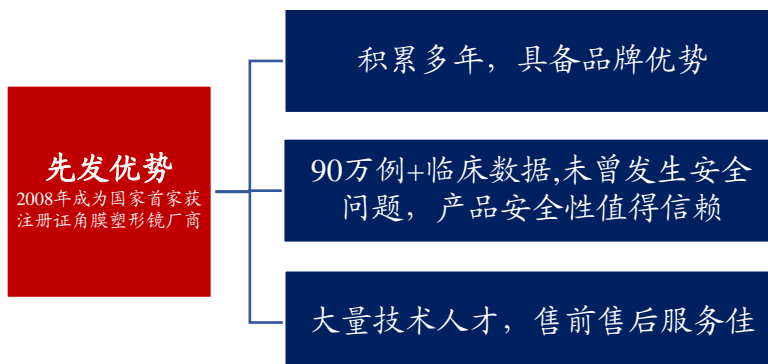 先发优势
2008年成为国家首家获
注册证角膜塑形镜厂商
积累多年，具备品牌优势
90万例+临床数据,未曾发生安全
问题，产品安全性值得信赖
大量技术人才，售前售后服务佳